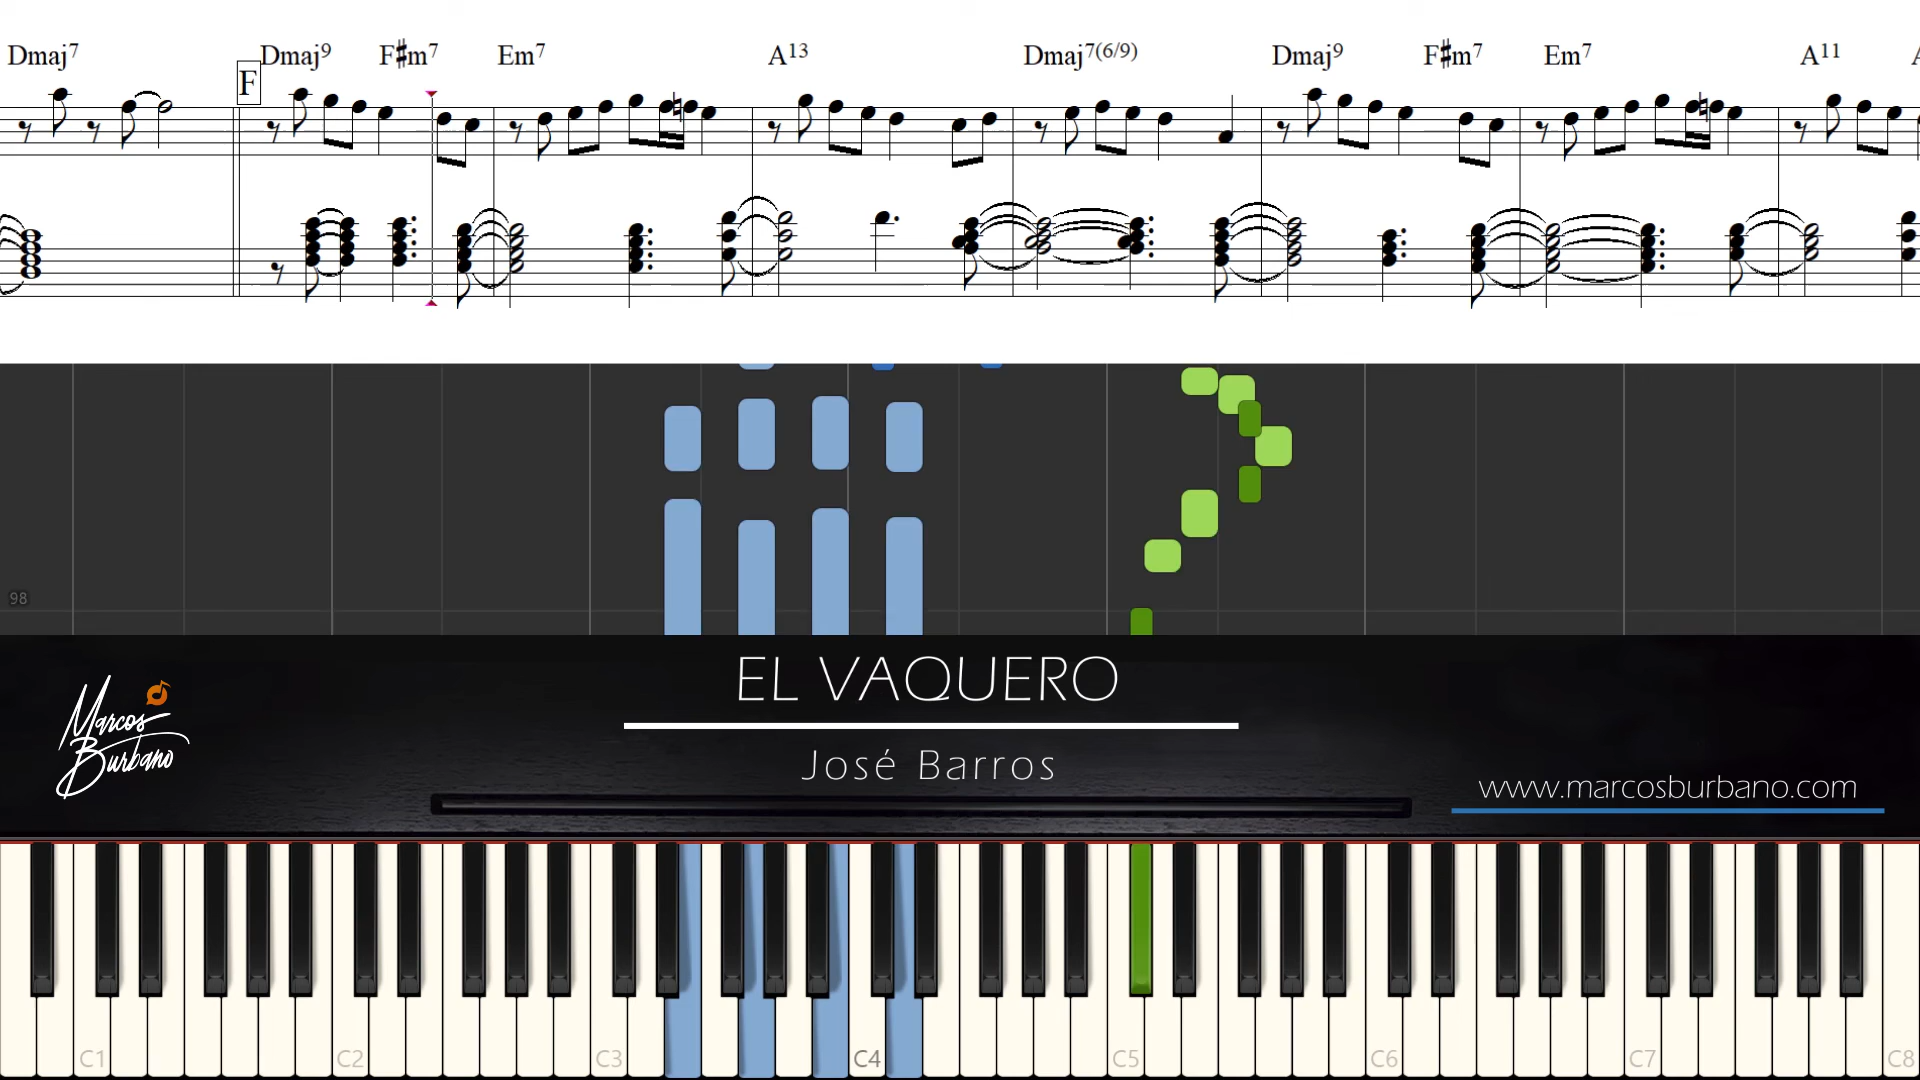 Dmaj7 Dmaj9 F♯m7 Em7 A13 Dmaj7(6/9) Dmaj9 F♯m7 Em7 A11
F
98
EL VAQUERO
José Barros
Marcos
Burbano
www.marcosburbano.com
C1 C2 C3 C4 C5 C6 C7 C8